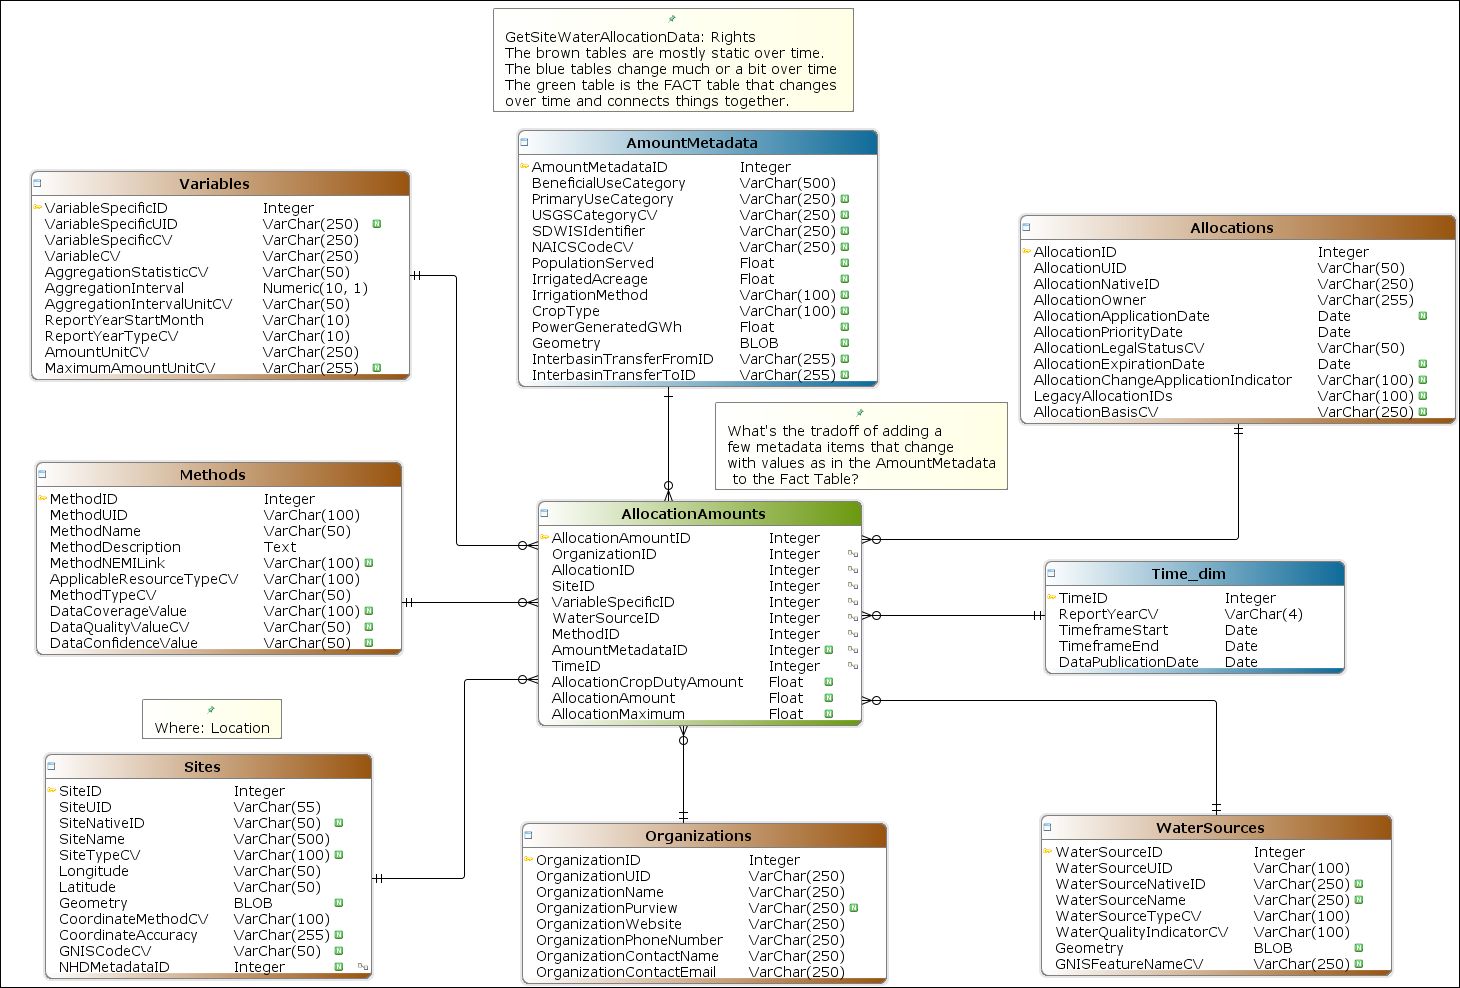 GetSiteWaterAllocationData: Rights
The brown tables are mostly static over time.
The blue tables change much or a bit over time
The green table is the FACT table that changes
over time and connects things together.
AmountMetadata
AmountMetadataID Integer
BeneficialUseCategory VarChar(500)
PrimaryUseCategory VarChar(250) N
USGSCategoryCV VarChar(250) N
SDWISIdentifier VarChar(250) N
NAICSCodeCV VarChar(250) N
PopulationServed Float N
IrrigatedAcreage Float N
IrrigationMethod VarChar(100) N
CropType VarChar(100) N
PowerGeneratedGWh Float N
Geometry BLOB N
InterbasinTransferFromID VarChar(255) N
InterbasinTransferToID VarChar(255) N
Variables
VariableSpecificID Integer
VariableSpecificUID VarChar(250) N
VariableSpecificCV VarChar(250)
VariableCV VarChar(250)
AggregationStatisticCV VarChar(50)
AggregationInterval Numeric(10, 1)
AggregationIntervalUnitCV VarChar(50)
ReportYearStartMonth VarChar(10)
ReportYearTypeCV VarChar(10)
AmountUnitCV VarChar(250)
MaximumAmountUnitCV VarChar(255) N
Allocations
AllocationID Integer
AllocationUID VarChar(50)
AllocationNativeID VarChar(250)
AllocationOwner VarChar(255)
AllocationApplicationDate Date N
AllocationPriorityDate Date
AllocationLegalStatusCV VarChar(50)
AllocationExpirationDate Date N
AllocationChangeApplicationIndicator VarChar(100) N
LegacyAllocationIDs VarChar(100) N
AllocationBasisCV VarChar(250) N
What's the tradoff of adding a
few metadata items that change
with values as in the AmountMetadata
to the Fact Table?
Methods
MethodID Integer
MethodUID VarChar(100)
MethodName VarChar(50)
MethodDescription Text
MethodNEMILink VarChar(100) N
ApplicableResourceTypeCV VarChar(100)
MethodTypeCV VarChar(50)
DataCoverageValue VarChar(100) N
DataQualityValueCV VarChar(50) N
DataConfidenceValue VarChar(50) N
AllocationAmounts
AllocationAmountID Integer
OrganizationID Integer
AllocationID Integer
SiteID Integer
VariableSpecificID Integer
WaterSourceID Integer
MethodID Integer
AmountMetadataID Integer N
TimeID Integer
AllocationCropDutyAmount Float N
AllocationAmount Float N
AllocationMaximum Float N
Time_dim
TimeID Integer
ReportYearCV VarChar(4)
TimeframeStart Date
TimeframeEnd Date
DataPublicationDate Date
Where: Location
Sites
SiteID Integer
SiteUID VarChar(55)
SiteNativeID VarChar(50) N
SiteName VarChar(500)
SiteTypeCV VarChar(100) N
Longitude VarChar(50)
Latitude VarChar(50)
Geometry BLOB N
CoordinateMethodCV VarChar(100)
CoordinateAccuracy VarChar(255) N
GNISCodeCV VarChar(50) N
NHDMetadataID Integer N
Organizations
OrganizationID Integer
OrganizationUID VarChar(250)
OrganizationName VarChar(250)
OrganizationPurview VarChar(250) N
OrganizationWebsite VarChar(250)
OrganizationPhoneNumber VarChar(250)
OrganizationContactName VarChar(250)
OrganizationContactEmail VarChar(250)
WaterSources
WaterSourceID Integer
WaterSourceUID VarChar(100)
WaterSourceNativeID VarChar(250) N
WaterSourceName VarChar(250) N
WaterSourceTypeCV VarChar(100)
WaterQualityIndicatorCV VarChar(100)
Geometry BLOB N
GNISFeatureNameCV VarChar(250) N